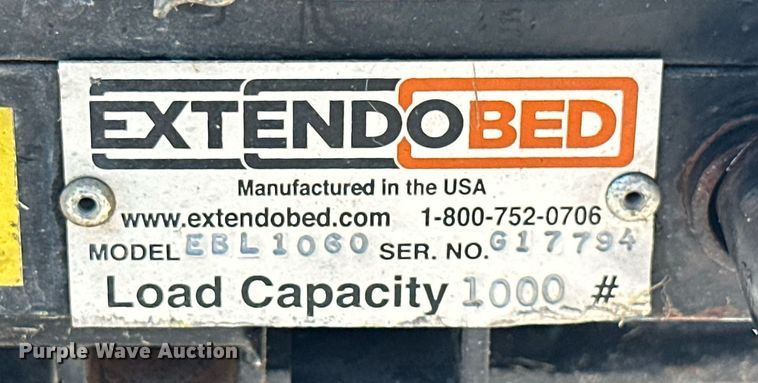 EXTENDOBED
Manufactured in the USA
www.extendobed.com 1-800-752-0706
MODEL EBL1060 SER. NO. G17794
Load Capacity 1000 #
Purple Wave Auction